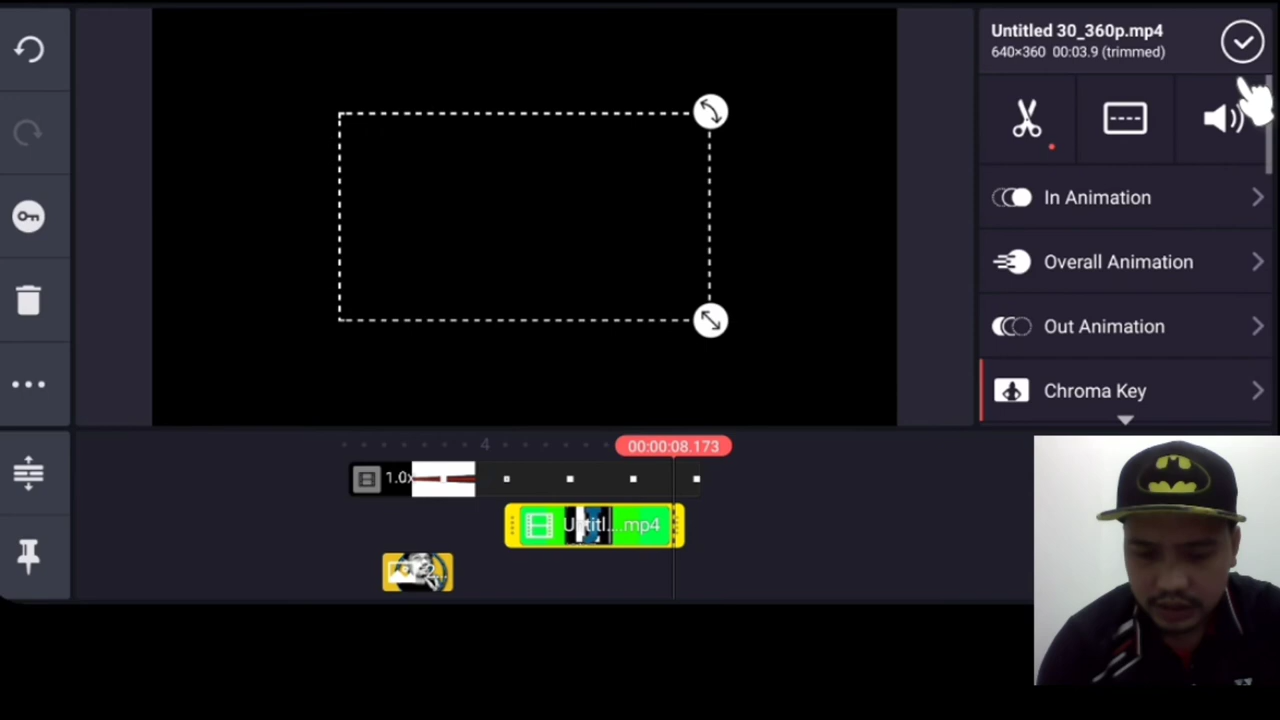 Untitled 30_360p.mp4
640×360 00:03.9 (trimmed)
In Animation
Overall Animation
Out Animation
Chroma Key
4
00:00:08.173
1.0x
Untitl....mp4